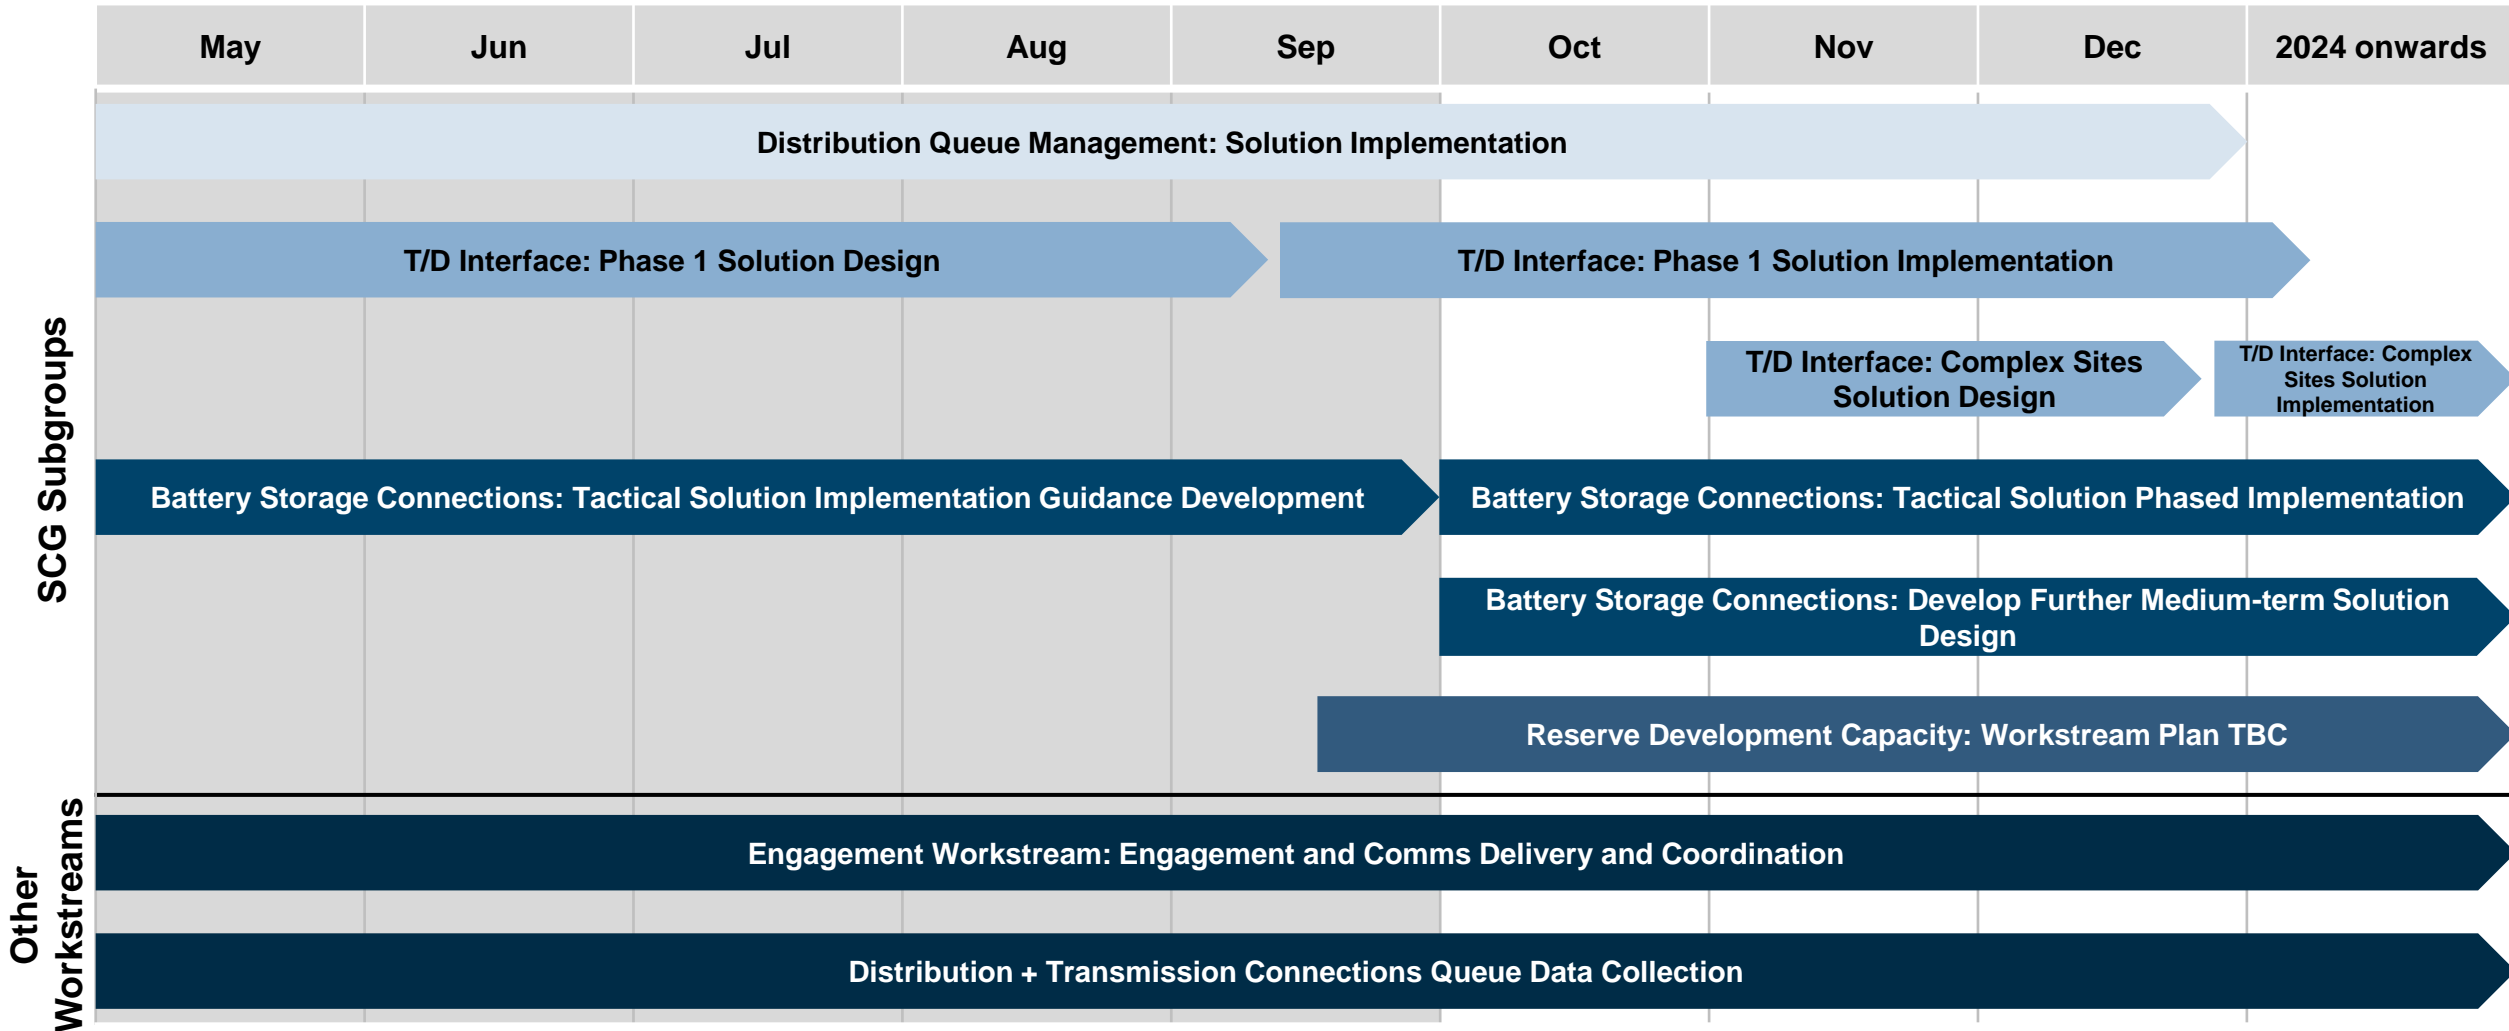 May
Jun
Jul
Aug
Sep
Oct
Nov
Dec
2024 onwards
SCG Subgroups
Distribution Queue Management: Solution Implementation
T/D Interface: Phase 1 Solution Design
T/D Interface: Phase 1 Solution Implementation
T/D Interface: Complex Sites
Solution Design
T/D Interface: Complex
Sites Solution
Implementation
Battery Storage Connections: Tactical Solution Implementation Guidance Development
Battery Storage Connections: Tactical Solution Phased Implementation
Battery Storage Connections: Develop Further Medium-term Solution
Design
Reserve Development Capacity: Workstream Plan TBC
Other
Workstreams
Engagement Workstream: Engagement and Comms Delivery and Coordination
Distribution + Transmission Connections Queue Data Collection